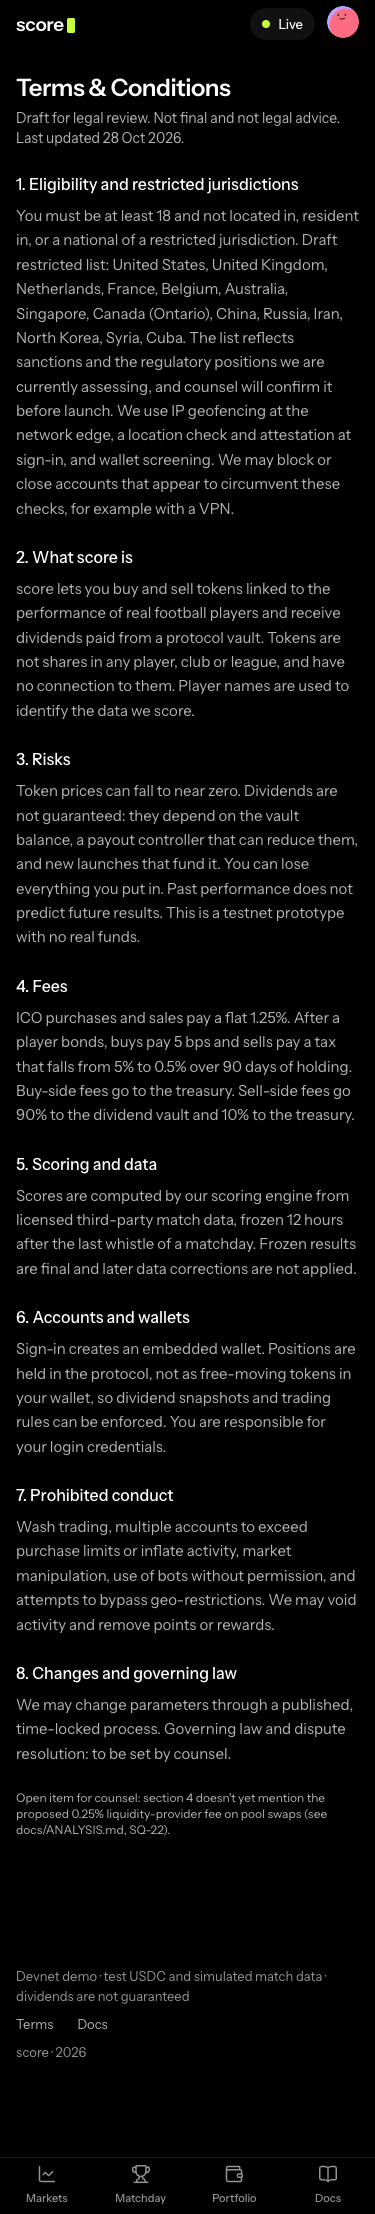 score
Live
Terms & Conditions
Draft for legal review. Not final and not legal advice.
Last updated 28 Oct 2026.
1. Eligibility and restricted jurisdictions
You must be at least 18 and not located in, resident
in, or a national of a restricted jurisdiction. Draft
restricted list: United States, United Kingdom,
Netherlands, France, Belgium, Australia,
Singapore, Canada (Ontario), China, Russia, Iran,
North Korea, Syria, Cuba. The list reflects
sanctions and the regulatory positions we are
currently assessing, and counsel will confirm it
before launch. We use IP geofencing at the
network edge, a location check and attestation at
sign-in, and wallet screening. We may block or
close accounts that appear to circumvent these
checks, for example with a VPN.
2. What score is
score lets you buy and sell tokens linked to the
performance of real football players and receive
dividends paid from a protocol vault. Tokens are
not shares in any player, club or league, and have
no connection to them. Player names are used to
identify the data we score.
3. Risks
Token prices can fall to near zero. Dividends are
not guaranteed: they depend on the vault
balance, a payout controller that can reduce them,
and new launches that fund it. You can lose
everything you put in. Past performance does not
predict future results. This is a testnet prototype
with no real funds.
4. Fees
ICO purchases and sales pay a flat 1.25%. After a
player bonds, buys pay 5 bps and sells pay a tax
that falls from 5% to 0.5% over 90 days of holding.
Buy-side fees go to the treasury. Sell-side fees go
90% to the dividend vault and 10% to the treasury.
5. Scoring and data
Scores are computed by our scoring engine from
licensed third-party match data, frozen 12 hours
after the last whistle of a matchday. Frozen results
are final and later data corrections are not applied.
6. Accounts and wallets
Sign-in creates an embedded wallet. Positions are
held in the protocol, not as free-moving tokens in
your wallet, so dividend snapshots and trading
rules can be enforced. You are responsible for
your login credentials.
7. Prohibited conduct
Wash trading, multiple accounts to exceed
purchase limits or inflate activity, market
manipulation, use of bots without permission, and
attempts to bypass geo-restrictions. We may void
activity and remove points or rewards.
8. Changes and governing law
We may change parameters through a published,
time-locked process. Governing law and dispute
resolution: to be set by counsel.
Open item for counsel: section 4 doesn't yet mention the
proposed 0.25% liquidity-provider fee on pool swaps (see
docs/ANALYSIS.md, SQ-22).
Devnet demo · test USDC and simulated match data ·
dividends are not guaranteed
Terms Docs
score · 2026
Markets Matchday Portfolio Docs